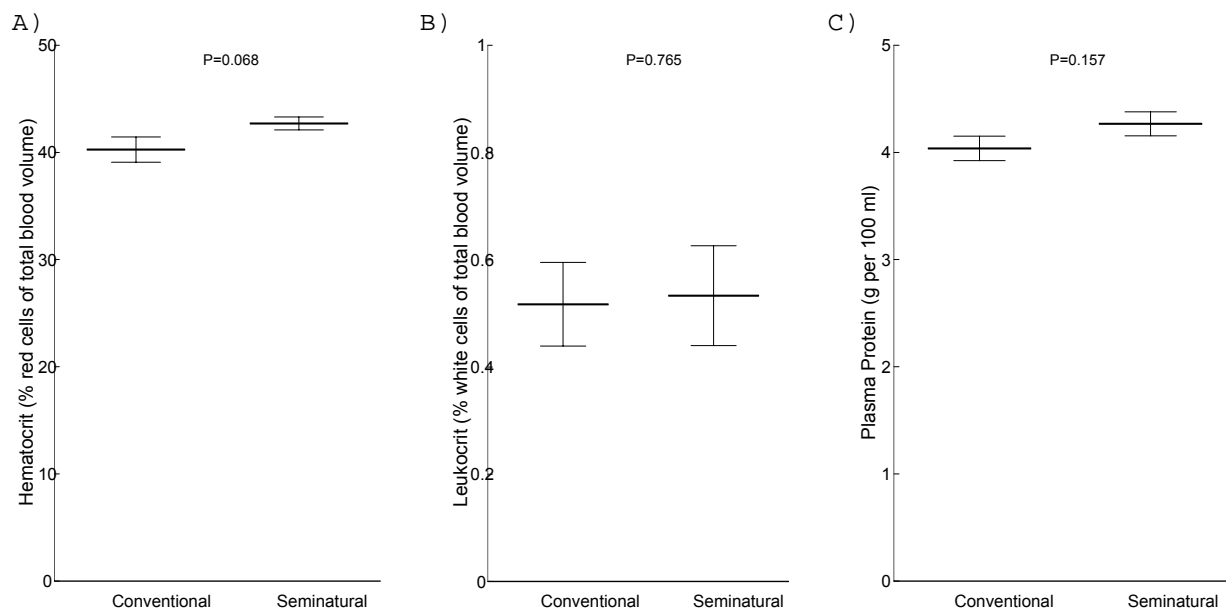 A)
Hematocrit (% red cells of total blood volume)
50
40
30
20
10
0
P=0.068
Conventional Seminatural
B)
Leukocrit (% white cells of total blood volume)
1
0.8
0.6
0.4
0.2
0
P=0.765
Conventional Seminatural
C)
Plasma Protein (g per 100 ml)
5
4
3
2
1
0
P=0.157
Conventional Seminatural